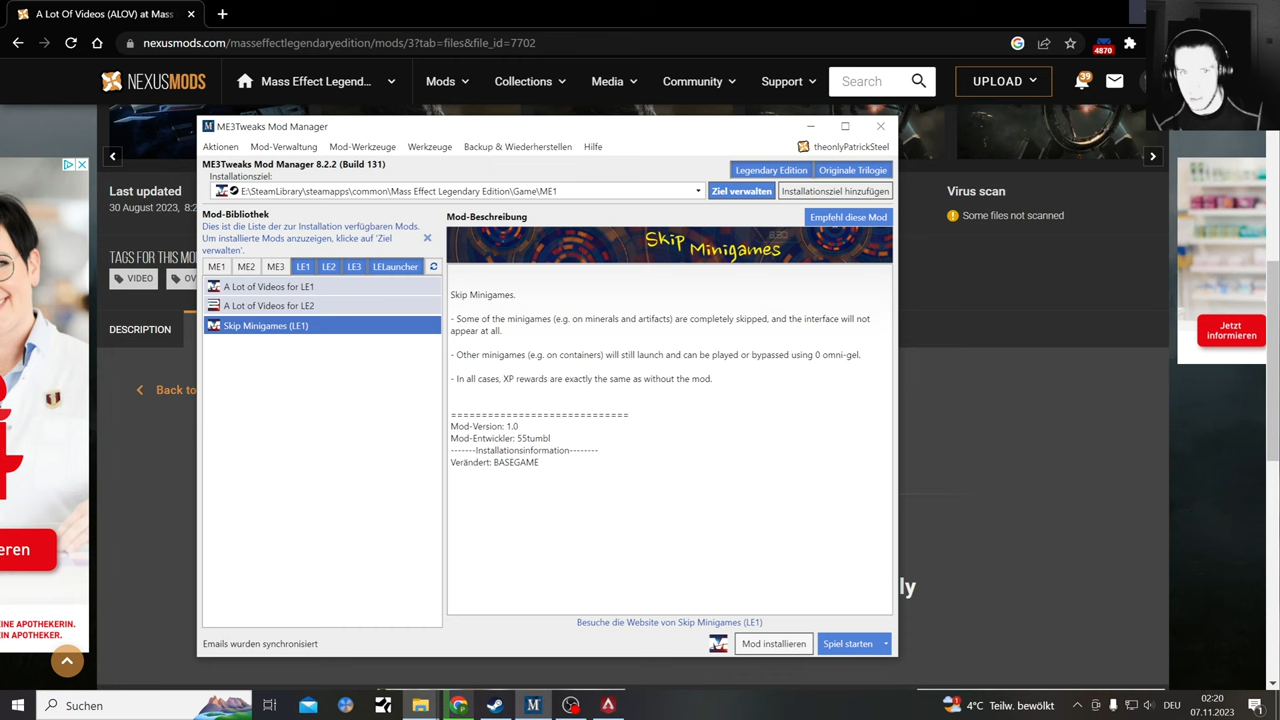 A Lot Of Videos (ALOV) at Mass
nexusmods.com/masseffectlegendaryedition/mods/3?tab=files&file_id=7702
4870
NEXUSMODS
Mass Effect Legend...
Mods
Collections
Media
Community
Support
Search
UPLOAD
39
ME3Tweaks Mod Manager
Aktionen
Mod-Verwaltung
Mod-Werkzeuge
Werkzeuge
Backup & Wiederherstellen
Hilfe
theonlyPatrickSteel
ME3Tweaks Mod Manager 8.2.2 (Build 131)
Legendary Edition
Originale Trilogie
Installationsziel:
E:\SteamLibrary\steamapps\common\Mass Effect Legendary Edition\Game\ME1
Ziel verwalten
Installationsziel hinzufügen
Last updated
30 August 2023, 8:2
Virus scan
Some files not scanned
Mod-Bibliothek
Dies ist die Liste der zur Installation verfügbaren Mods.
Um installierte Mods anzuzeigen, klicke auf 'Ziel
verwalten'.
Mod-Beschreibung
Empfehl diese Mod
Skip Minigames
TAGS FOR THIS MO
VIDEO
OV
ME1
ME2
ME3
LE1
LE2
LE3
LELauncher
A Lot of Videos for LE1
A Lot of Videos for LE2
Skip Minigames (LE1)
DESCRIPTION
Back to
Skip Minigames.
- Some of the minigames (e.g. on minerals and artifacts) are completely skipped, and the interface will not
appear at all.
- Other minigames (e.g. on containers) will still launch and can be played or bypassed using 0 omni-gel.
- In all cases, XP rewards are exactly the same as without the mod.
=============================
Mod-Version: 1.0
Mod-Entwickler: 55tumbl
-------Installationsinformation--------
Verändert: BASEGAME
Jetzt
informieren
eren
EINE APOTHEKERIN.
IN APOTHEKER.
ly
Besuche die Website von Skip Minigames (LE1)
Emails wurden synchronisiert
Mod installieren
Spiel starten
Suchen
1
4°C Teilw. bewölkt
DEU
02:20
07.11.2023
1